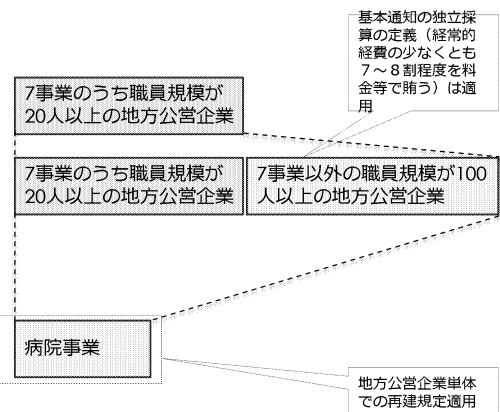 基本通知の独立採
算の定義（経常的
経費の少なくとも
７～８割程度を料
金等で賄う）は適
用
7事業のうち職員規模が
20人以上の地方公営企業
7事業のうち職員規模が
20人以上の地方公営企業
7事業以外の職員規模が100
人以上の地方公営企業
病院事業
地方公営企業単体
での再建規定適用